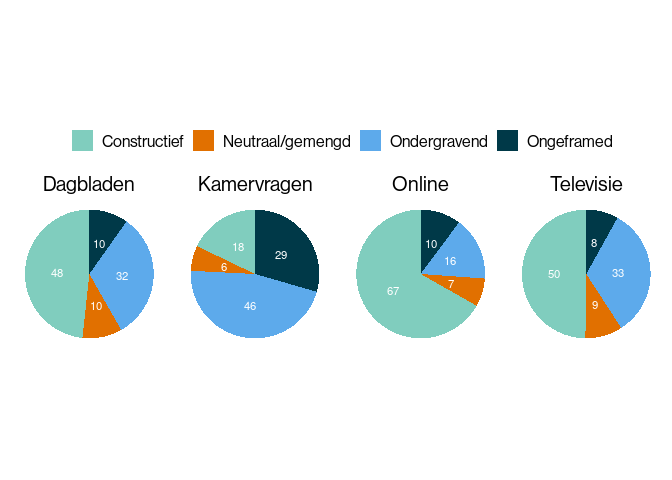 Constructief Neutraal/gemengd Ondergravend Ongeframed
Dagbladen Kamervragen Online Televisie
10 32 10 48
29 46 6 18
10 16 7 67
8 33 9 50